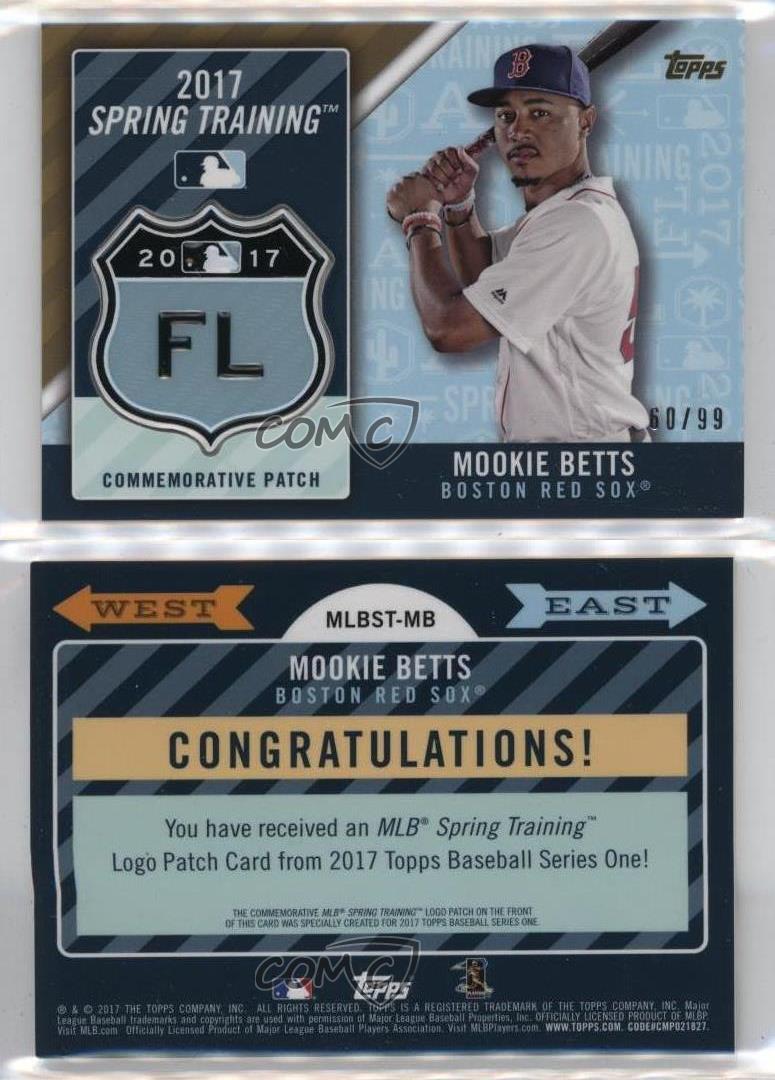 2017
SPRING TRAINING™
20 17
FL
COMMEMORATIVE PATCH
topps
60/99
MOOKIE BETTS
BOSTON RED SOX®
COMC
WEST
MLBST-MB
EAST
MOOKIE BETTS
BOSTON RED SOX®
CONGRATULATIONS!
You have received an MLB® Spring Training™
Logo Patch Card from 2017 Topps Baseball Series One!
THE COMMEMORATIVE MLB® SPRING TRAINING™ LOGO PATCH ON THE FRONT
OF THIS CARD WAS SPECIALLY CREATED FOR 2017 TOPPS BASEBALL SERIES ONE.
COMC
topps
® & © 2017 THE TOPPS COMPANY, INC. ALL RIGHTS RESERVED. TOPPS IS A REGISTERED TRADEMARK OF THE TOPPS COMPANY, INC. Major
League Baseball trademarks and copyrights are used with permission of Major League Baseball Properties, Inc. OFFICIALLY LICENSED PRODUCT OF MLBP.
Visit MLB.com Officially Licensed Product of Major League Baseball Players Association. Visit MLBPlayers.com. WWW.TOPPS.COM. CODE#CMP021827.